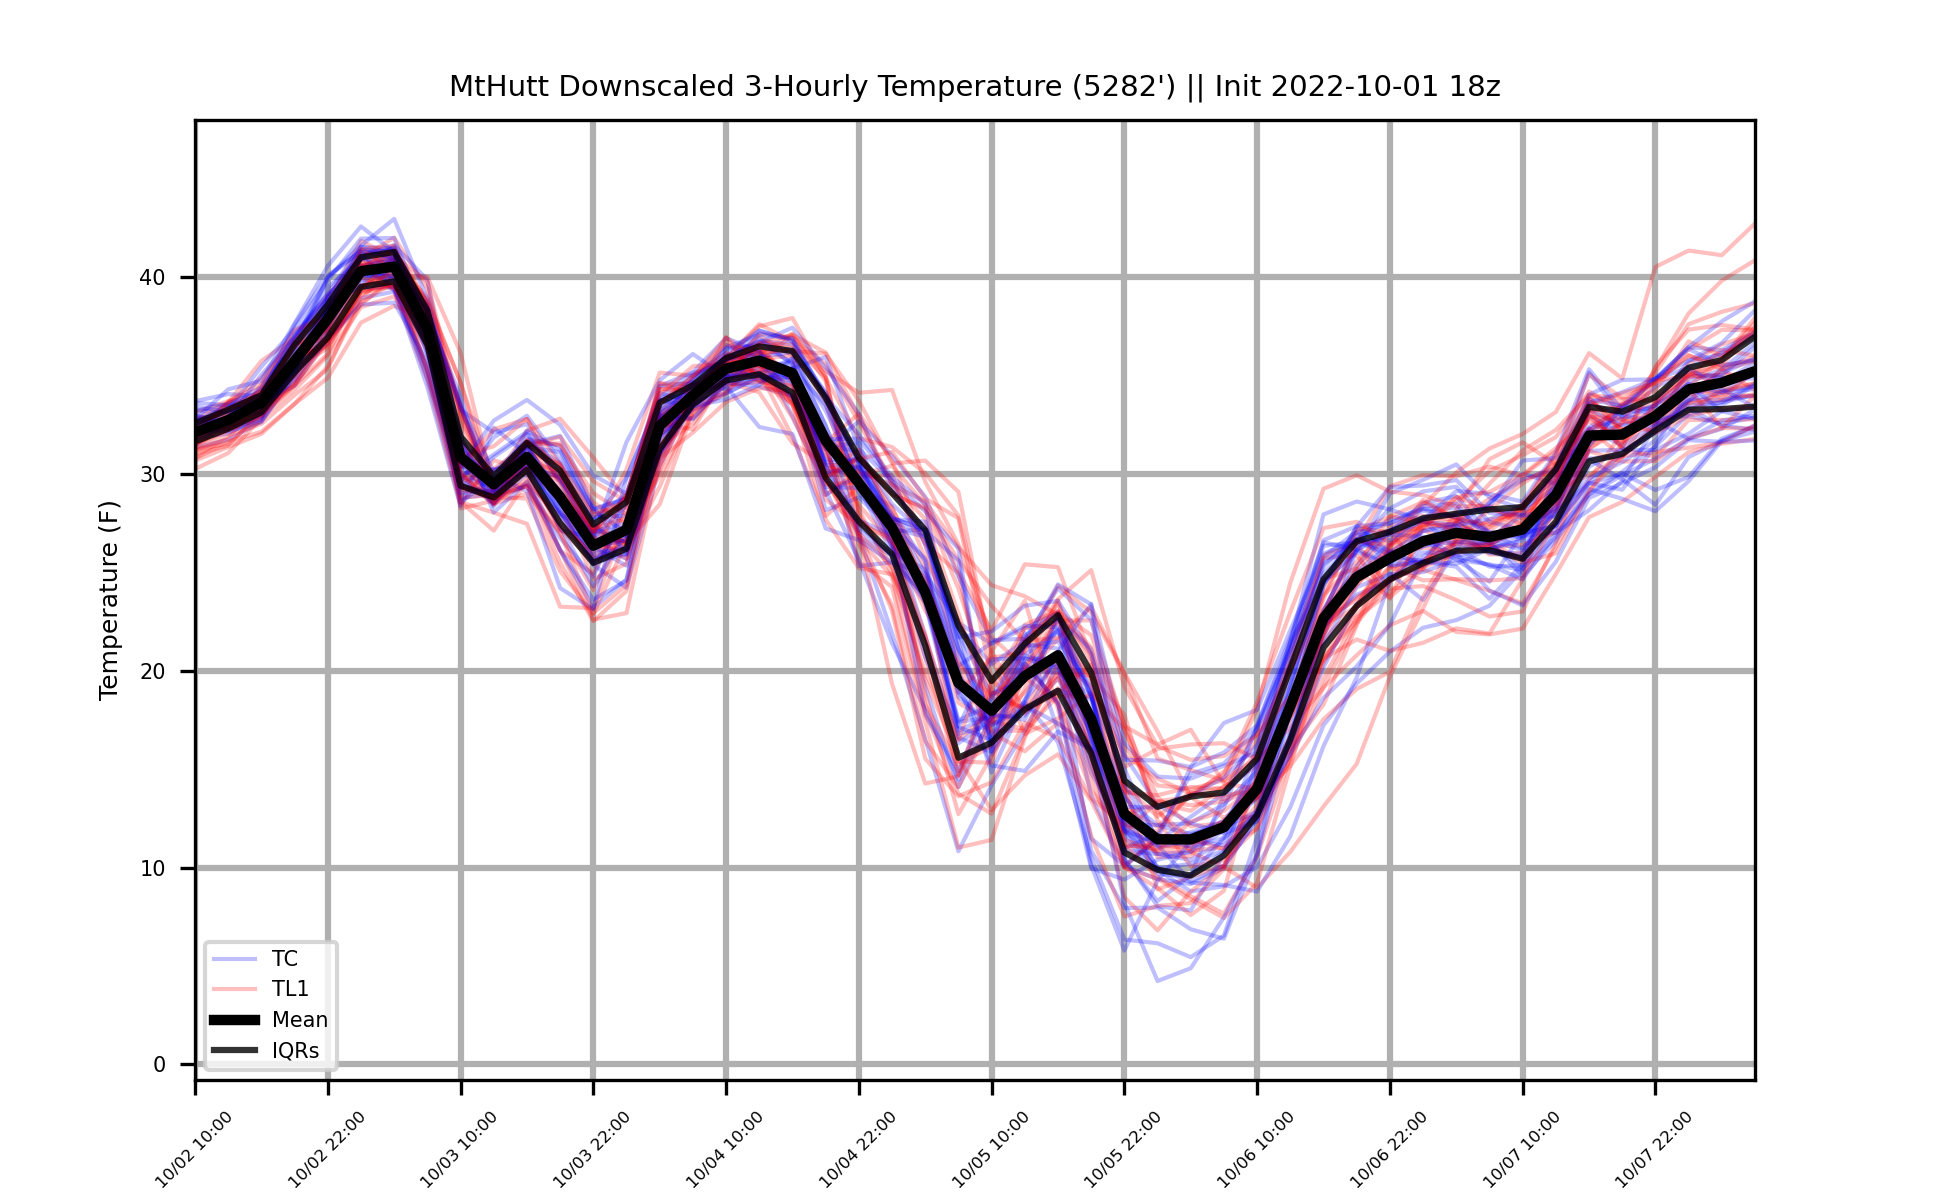 MtHutt Downscaled 3-Hourly Temperature (5282') || Init 2022-10-01 18z
Temperature (F)
40
30
20
10
0
TC
TL1
Mean
IQRs
10/02 10:00
10/02 22:00
10/03 10:00
10/03 22:00
10/04 10:00
10/04 22:00
10/05 10:00
10/05 22:00
10/06 10:00
10/06 22:00
10/07 10:00
10/07 22:00